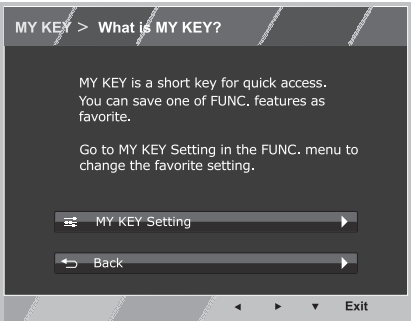 MY KEY > What is MY KEY?
MY KEY is a short key for quick access.
You can save one of FUNC. features as
favorite.
Go to MY KEY Setting in the FUNC. menu to
change the favorite setting.
MY KEY Setting
Back
Exit